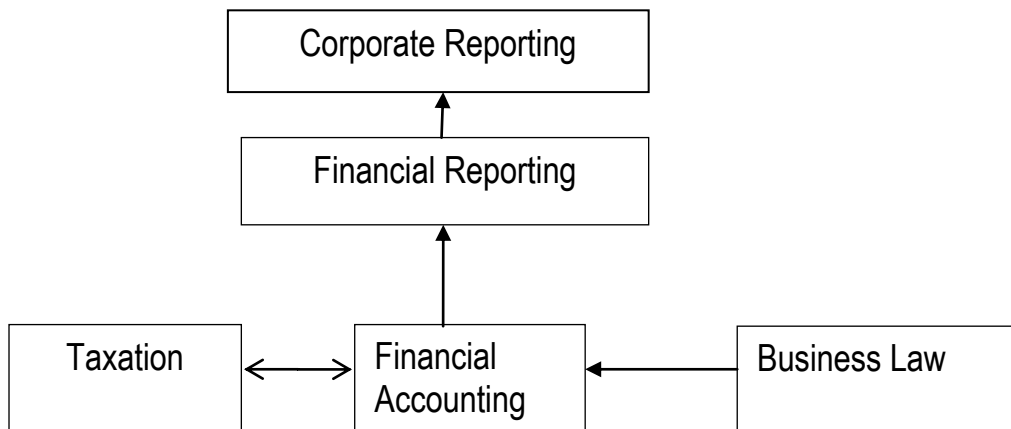 Corporate Reporting
Financial Reporting
Taxation
Financial
Accounting
Business Law